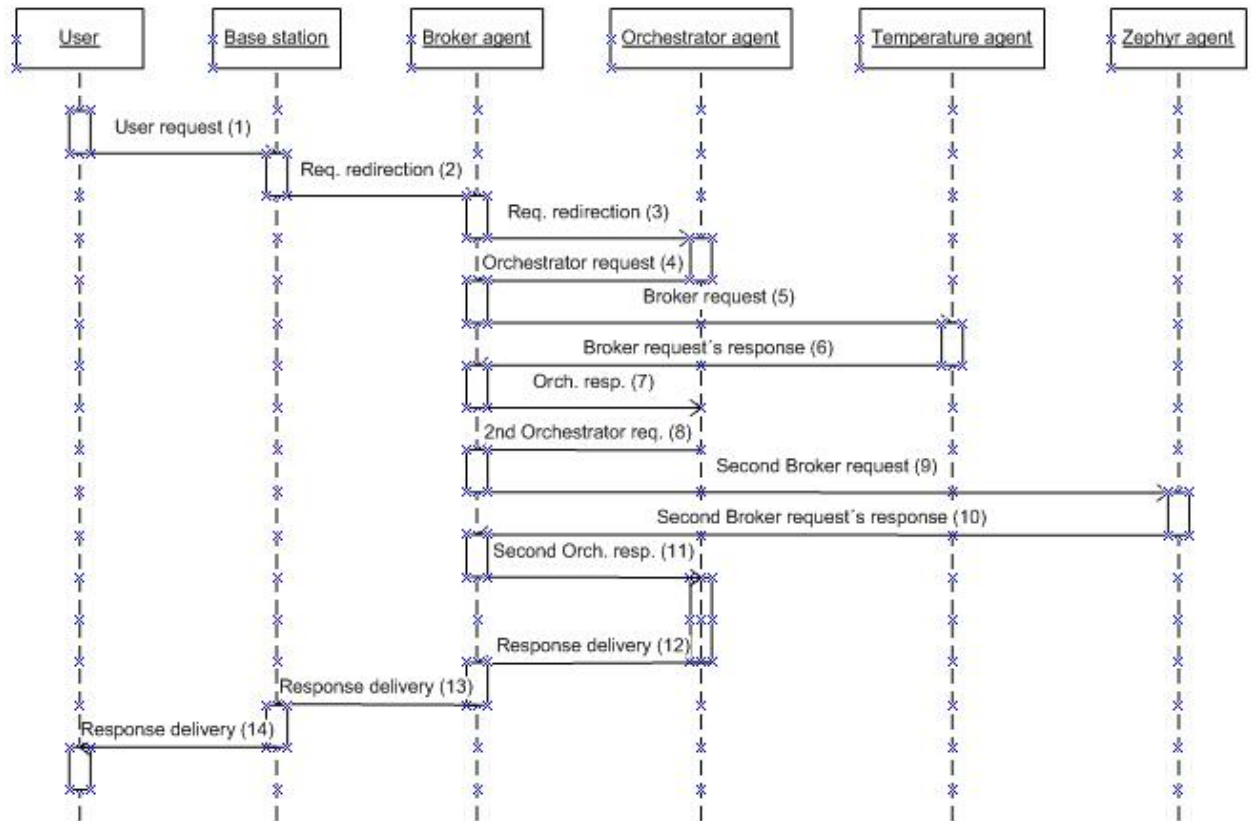 User
Base station
Broker agent
Orchestrator agent
Temperature agent
Zephyr agent
User request (1)
Req. redirection (2)
Req. redirection (3)
Orchestrator request (4)
Broker request (5)
Broker request´s response (6)
Orch. resp. (7)
2nd Orchestrator req. (8)
Second Broker request (9)
Second Broker request´s response (10)
Second Orch. resp. (11)
Response delivery (12)
Response delivery (13)
Response delivery (14)